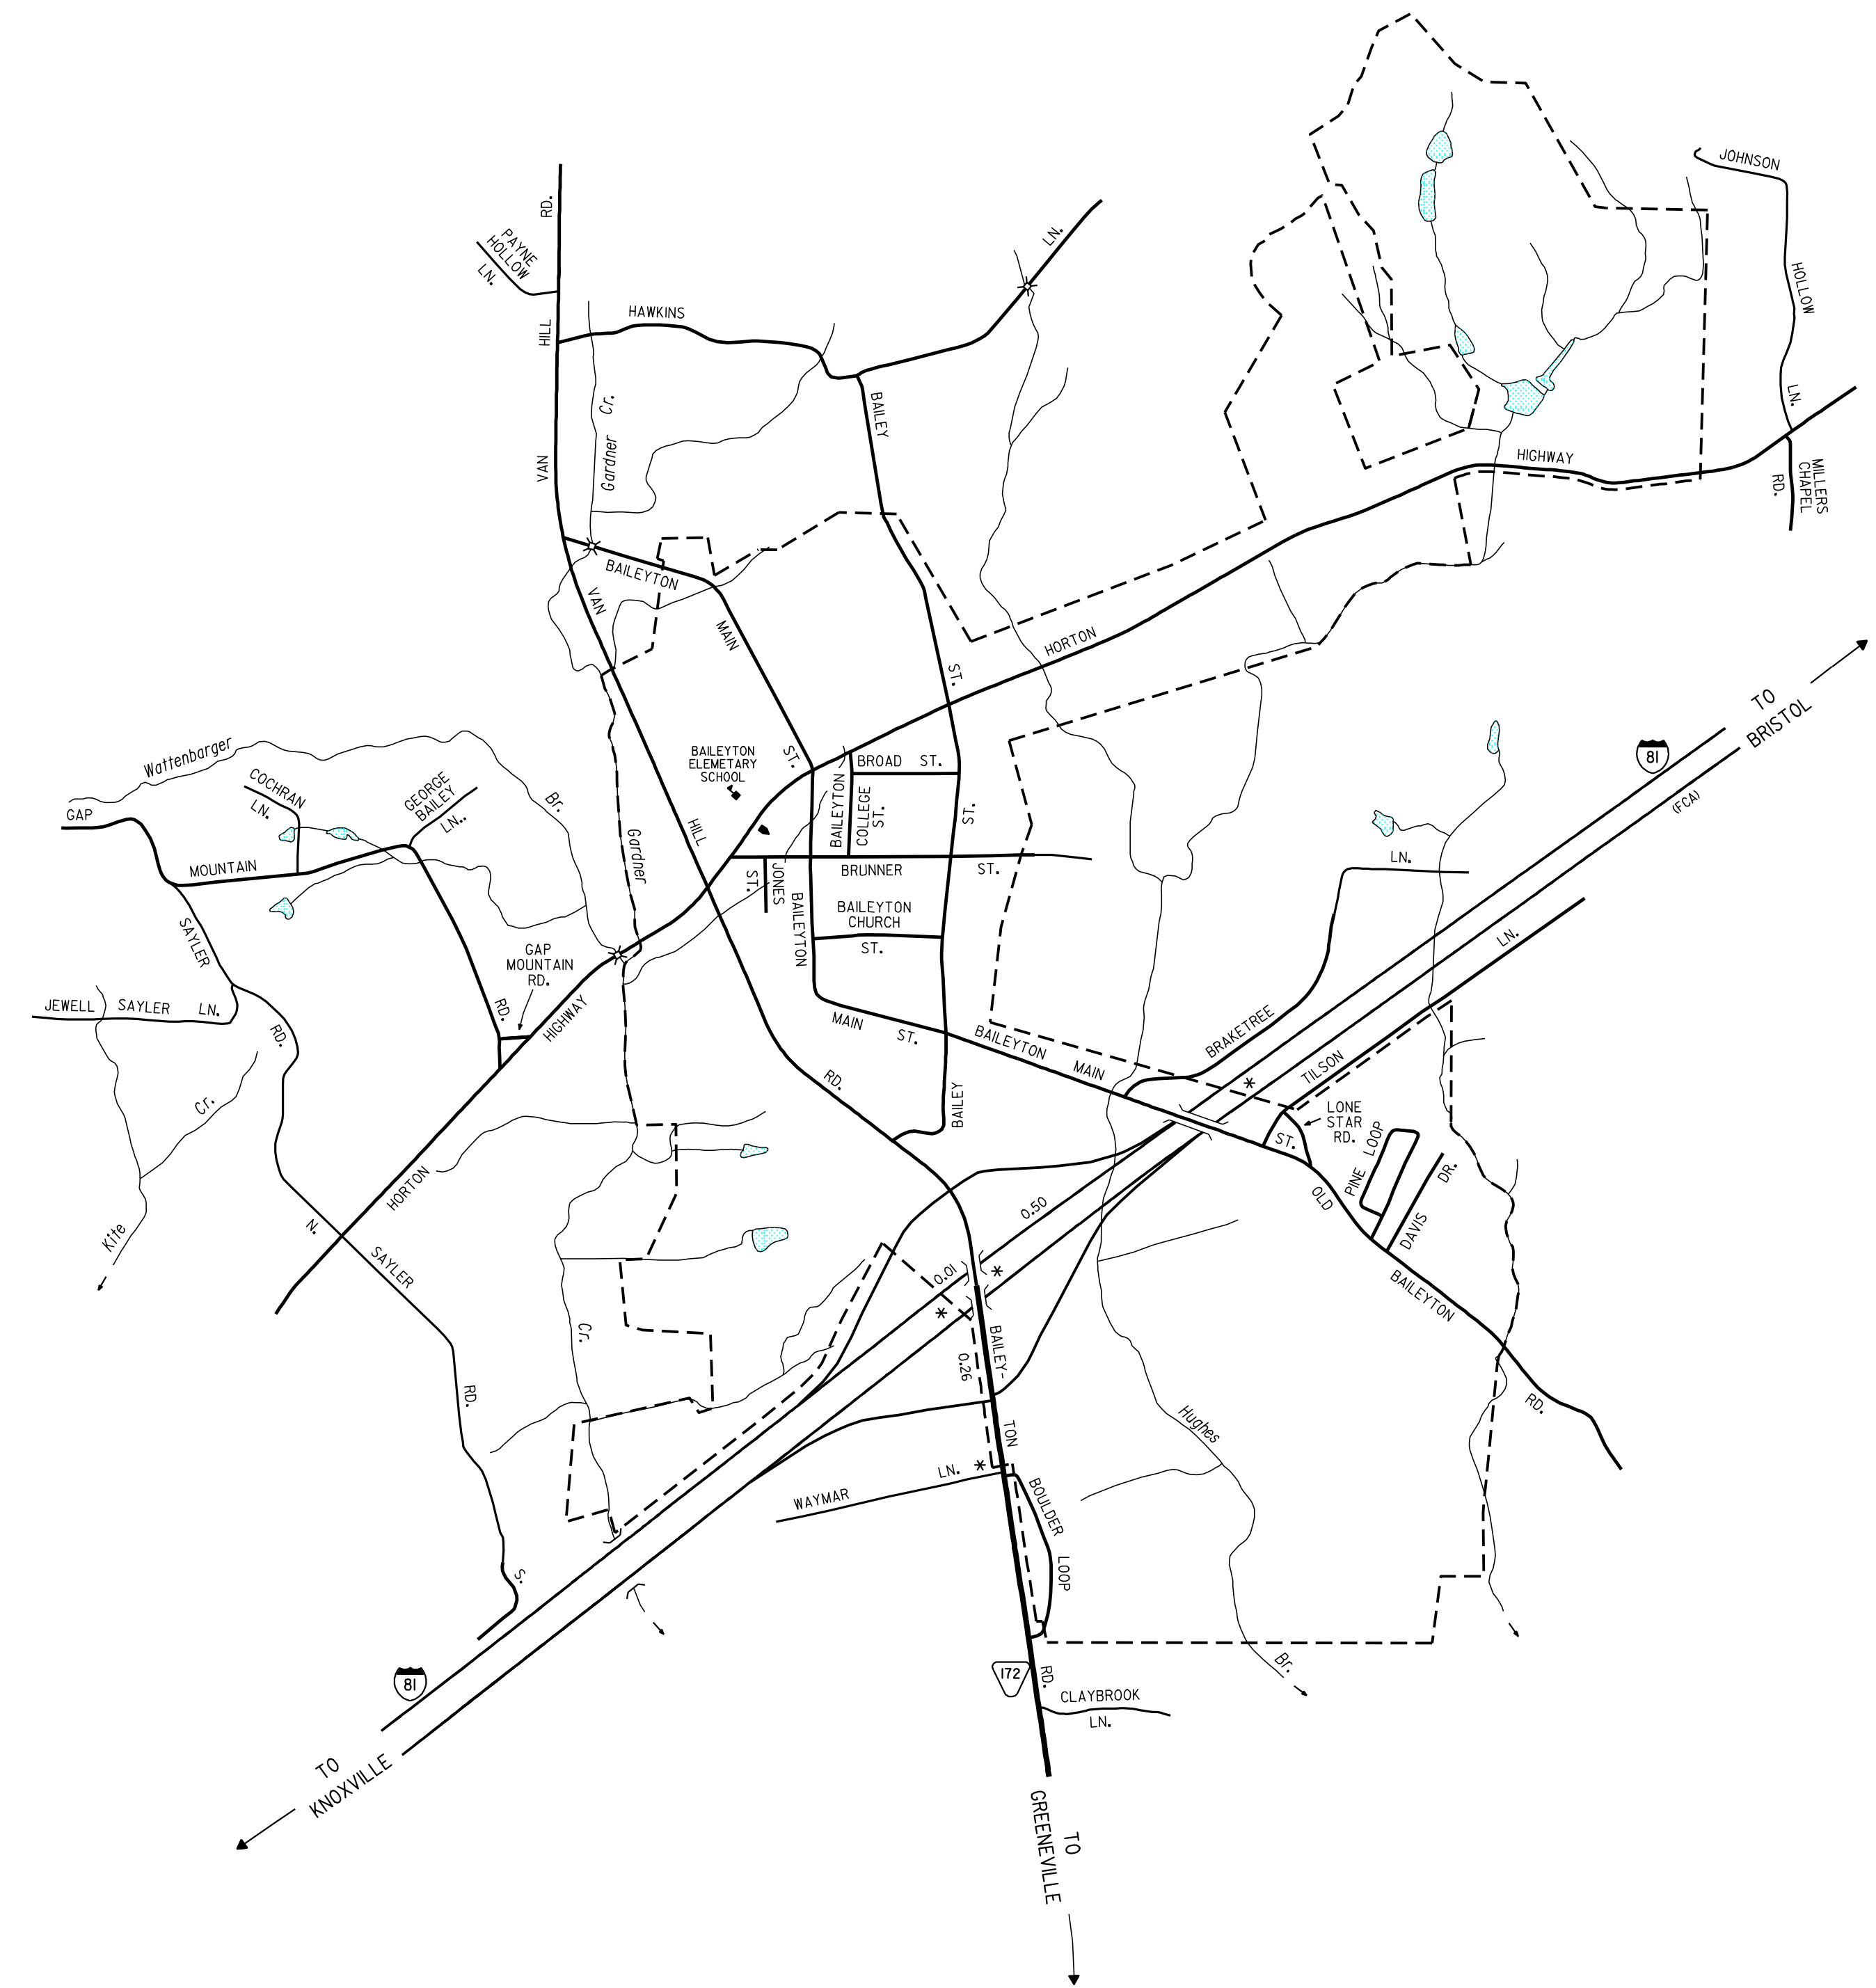 JOHNSON
HOLLOW
LN.
RD.
PAYNE
HOLLOW
LN.
HILL
HAWKINS
LN.
VAN
Gardner Cr.
BAILEY
HIGHWAY
MILLERS
CHAPEL
RD.
BAILEYTON
VAN
MAIN
ST.
HORTON
ST.
TO
BRISTOL
81
(FCA)
Wattenbarger
Br.
COCHRAN
LN.
GEORGE
BAILEY
LN..
GAP
MOUNTAIN
BAILEYTON
ELEMETARY
SCHOOL
BROAD ST.
BAILEYTON
COLLEGE
ST.
ST.
HILL
Gardner
BRUNNER
ST.
JONES
ST.
BAILEYTON
BAILEYTON
CHURCH
ST.
LN.
SAYLER
GAP
MOUNTAIN
RD.
RD.
HIGHWAY
JEWELL SAYLER LN.
RD.
MAIN
ST.
BAILEYTON
MAIN
BRAKETREE
LN.
TILSON
*
RD.
BAILEY
LONE
STAR
RD.
ST.
PINE LOOP
DAVIS
DR.
OLD
BAILEYTON
RD.
Cr.
Kite
HORTON
N.
SAYLER
RD.
S.
0.50
0.01
*
*
Cr.
BAILEY-
0.26
TON
*
LN.
WAYMAR
BOULDER
LOOP
Hughes
Br.
81
172
RD.
CLAYBROOK
LN.
TO
KNOXVILLE
TO
GREENEVILLE